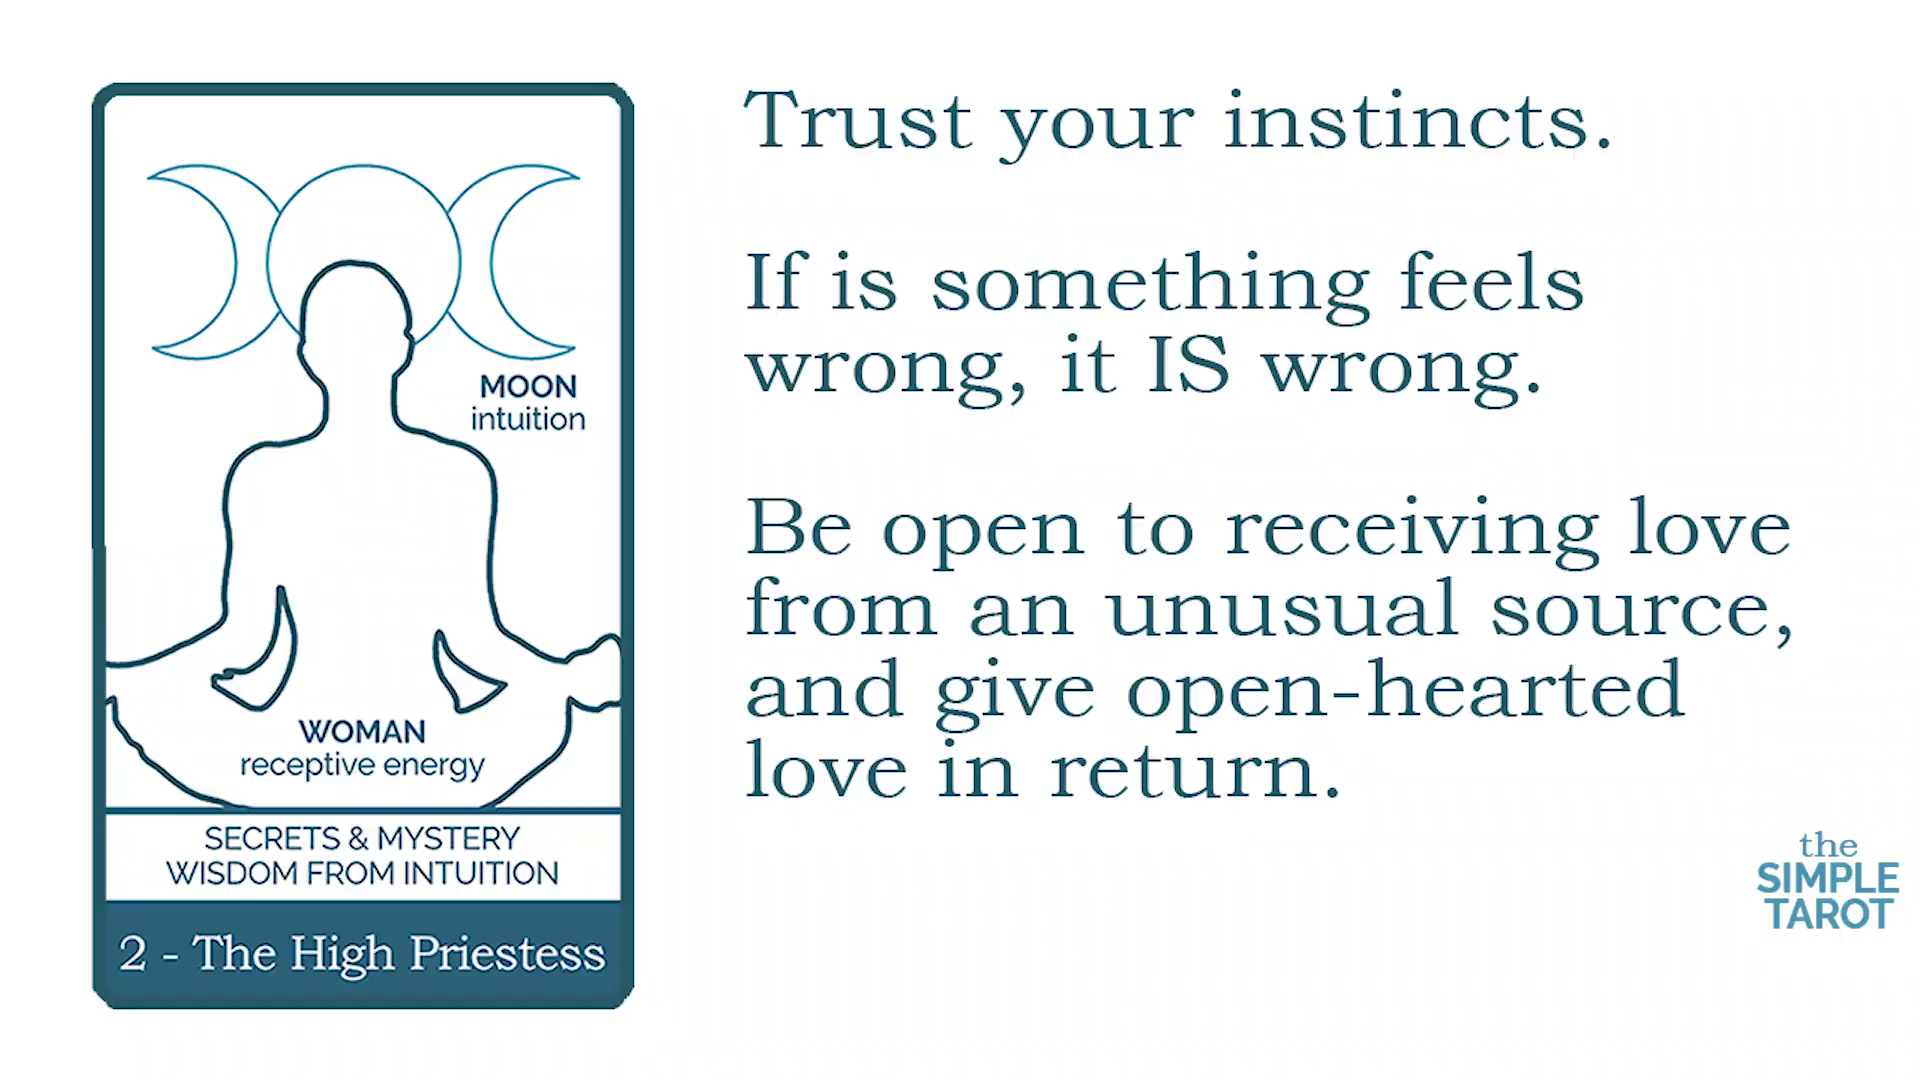 MOON
intuition
WOMAN
receptive energy
SECRETS & MYSTERY
WISDOM FROM INTUITION
2 - The High Priestess
Trust your instincts.
If is something feels
wrong, it IS wrong.
Be open to receiving love
from an unusual source,
and give open-hearted
love in return.
the
SIMPLE
TAROT